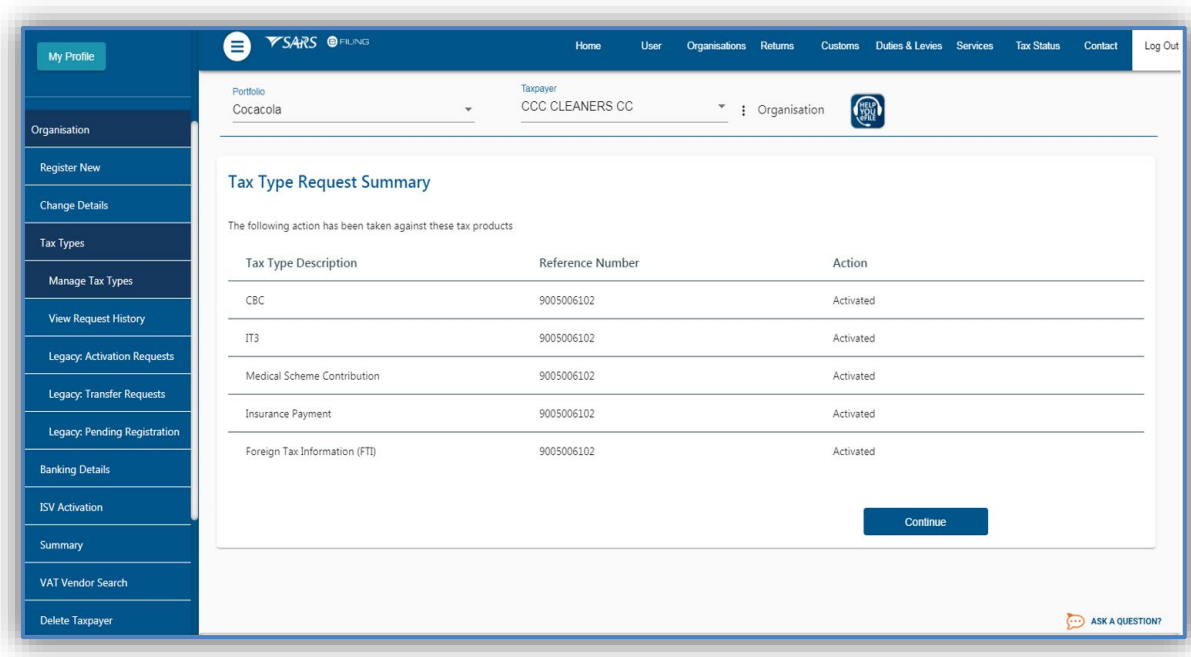 My Profile
SARS eFILING
Home User Organisations Returns Customs Duties & Levies Services Tax Status Contact Log Out
Portfolio
Cocacola
Taxpayer
CCC CLEANERS CC
Organisation
HELP YOU eFILE
Organisation
Register New
Change Details
Tax Types
Manage Tax Types
View Request History
Legacy: Activation Requests
Legacy: Transfer Requests
Legacy: Pending Registration
Banking Details
ISV Activation
Summary
VAT Vendor Search
Delete Taxpayer
Tax Type Request Summary
The following action has been taken against these tax products
Tax Type Description Reference Number Action
CBC 9005006102 Activated
IT3 9005006102 Activated
Medical Scheme Contribution 9005006102 Activated
Insurance Payment 9005006102 Activated
Foreign Tax Information (FTI) 9005006102 Activated
Continue
ASK A QUESTION?